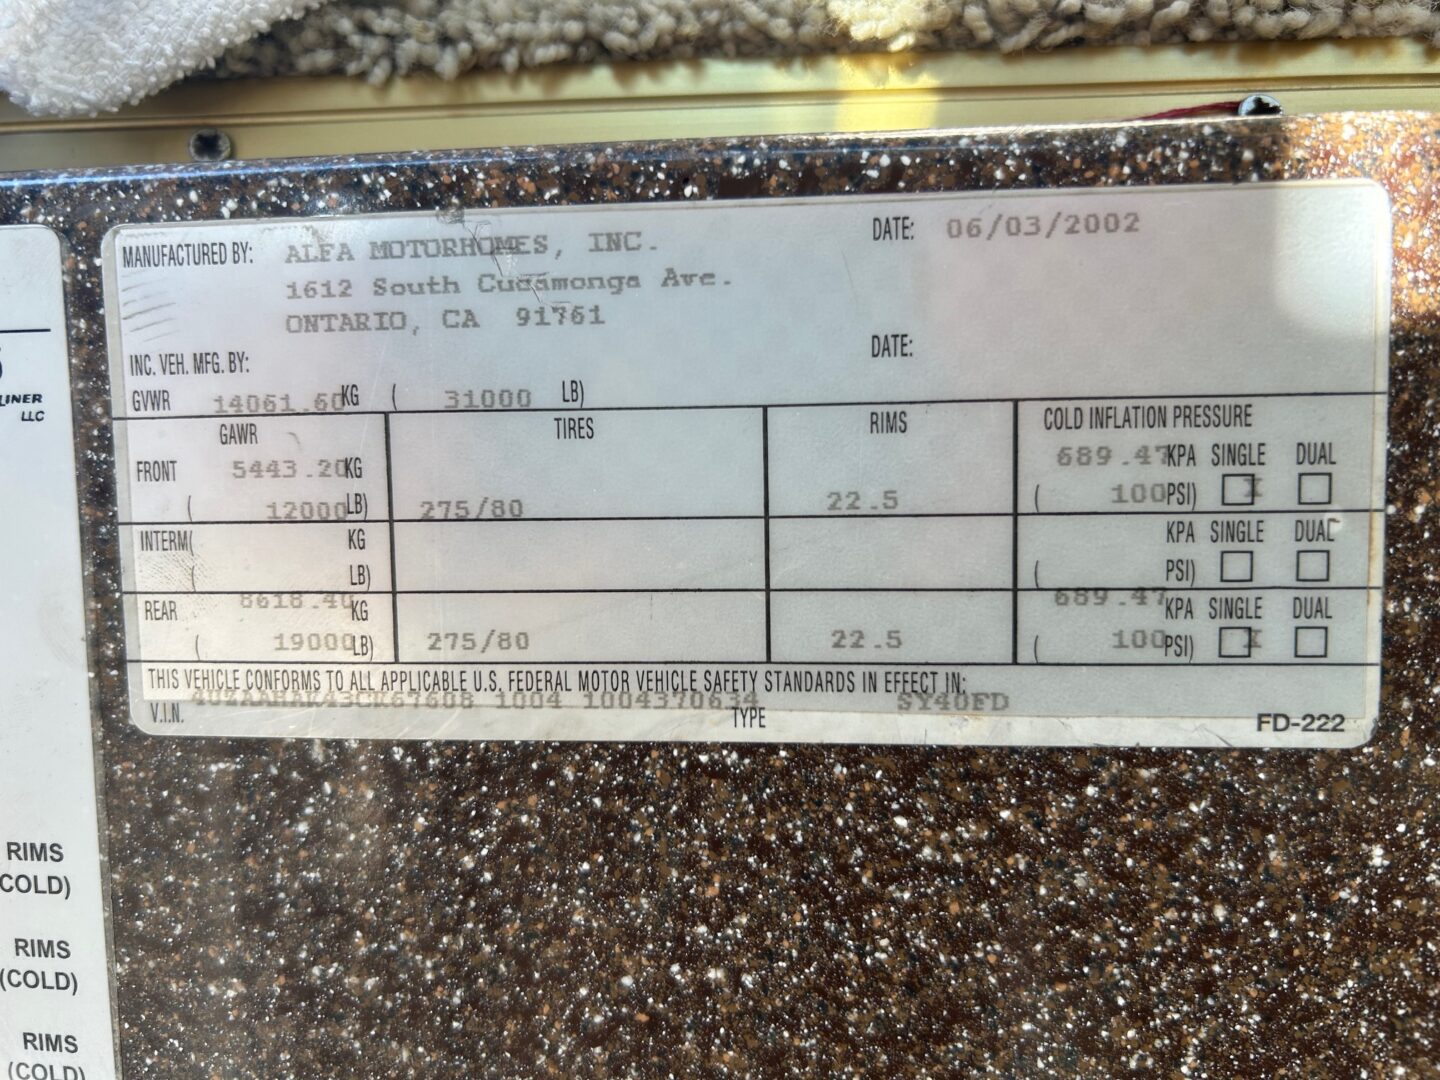 MANUFACTURED BY: ALFA MOTORHOMES, INC. DATE: 06/03/2002
1612 South Cucamonga Ave.
ONTARIO, CA 91761
INC. VEH. MFG. BY: DATE:
GVWR 14061.60 KG ( 31000 LB)
GAWR TIRES RIMS COLD INFLATION PRESSURE
FRONT 5443.20 KG 689.47 KPA SINGLE DUAL
( 12000 LB) 275/80 22.5 ( 100 PSI) X
INTERM( KG KPA SINGLE DUAL
( LB) ( PSI)
REAR 8618.40 KG 689.47 KPA SINGLE DUAL
( 19000 LB) 275/80 22.5 ( 100 PSI) X
THIS VEHICLE CONFORMS TO ALL APPLICABLE U.S. FEDERAL MOTOR VEHICLE SAFETY STANDARDS IN EFFECT IN:
1004 1004370634 SY40FD
V.I.N. TYPE FD-222
LINER
LLC
RIMS
COLD)
RIMS
(COLD)
RIMS
(COLD)